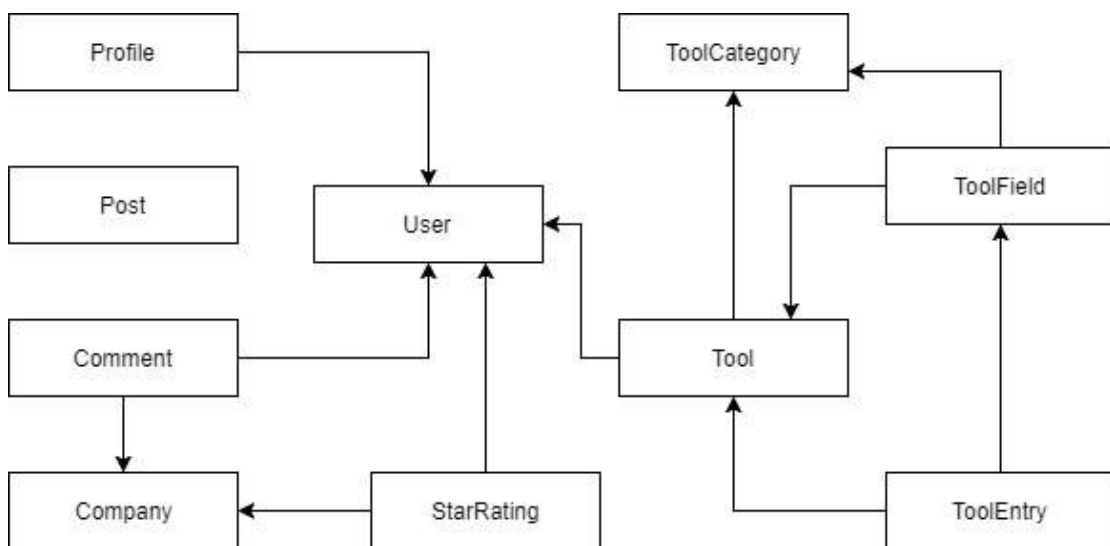 Profile
ToolCategory
Post
User
ToolField
Comment
Tool
Company
StarRating
ToolEntry